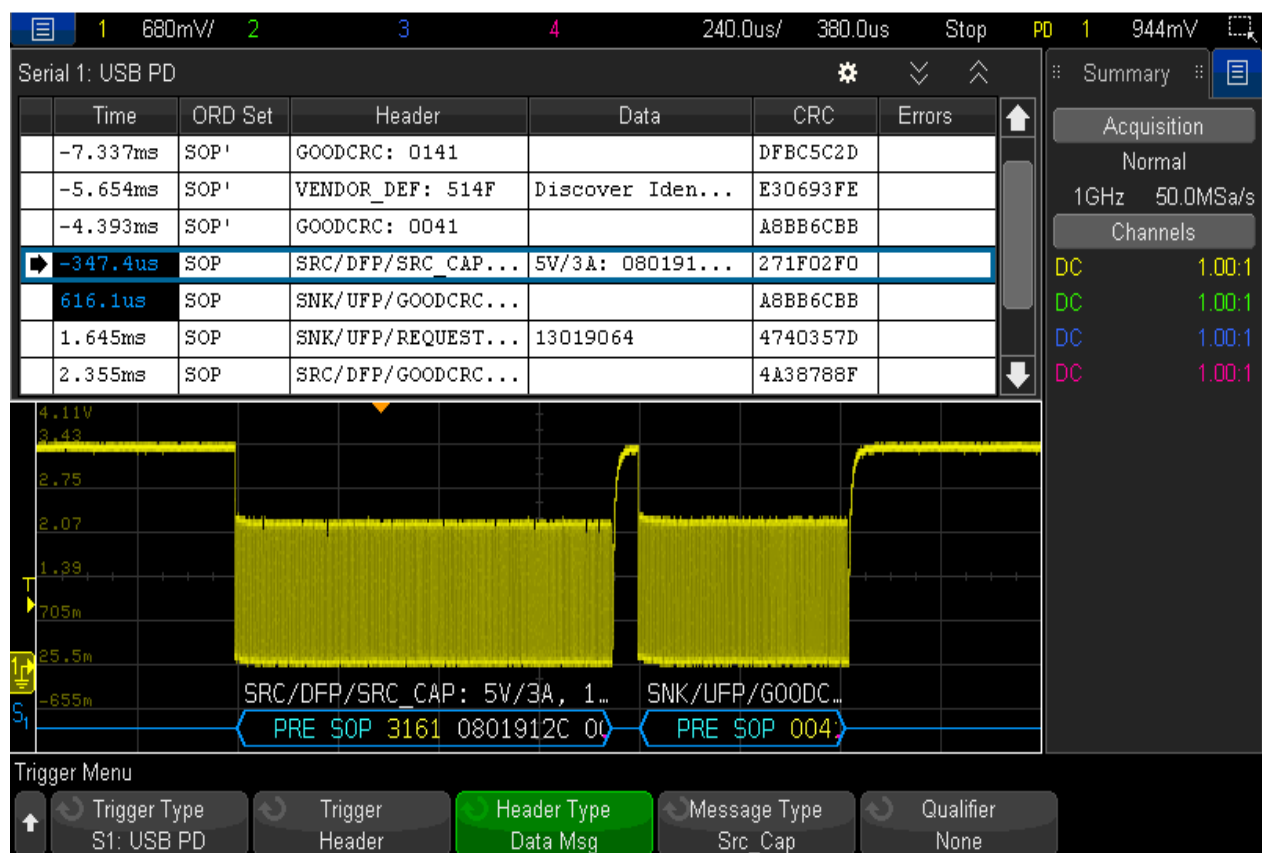 1 680mV/ 2 3 4 240.0us/ 380.0us Stop PD 1 944mV
Serial 1: USB PD
Time ORD Set Header Data CRC Errors
-7.337ms SOP' GOODCRC: 0141 DFBC5C2D
-5.654ms SOP' VENDOR_DEF: 514F Discover Iden... E30693FE
-4.393ms SOP' GOODCRC: 0041 A8BB6CBB
-347.4us SOP SRC/DFP/SRC_CAP... 5V/3A: 080191... 271F02F0
616.1us SOP SNK/UFP/GOODCRC... A8BB6CBB
1.645ms SOP SNK/UFP/REQUEST... 13019064 4740357D
2.355ms SOP SRC/DFP/GOODCRC... 4A38788F
Summary
Acquisition
Normal
1GHz 50.0MSa/s
Channels
DC 1.00:1
DC 1.00:1
DC 1.00:1
DC 1.00:1
4.11V
3.43
2.75
2.07
1.39
T
705m
25.5m
1
-655m
SRC/DFP/SRC_CAP: 5V/3A, 1... SNK/UFP/GOODC...
S1
PRE SOP 3161 0801912C PRE SOP 004
Trigger Menu
Trigger Type
S1: USB PD
Trigger
Header
Header Type
Data Msg
Message Type
Src_Cap
Qualifier
None